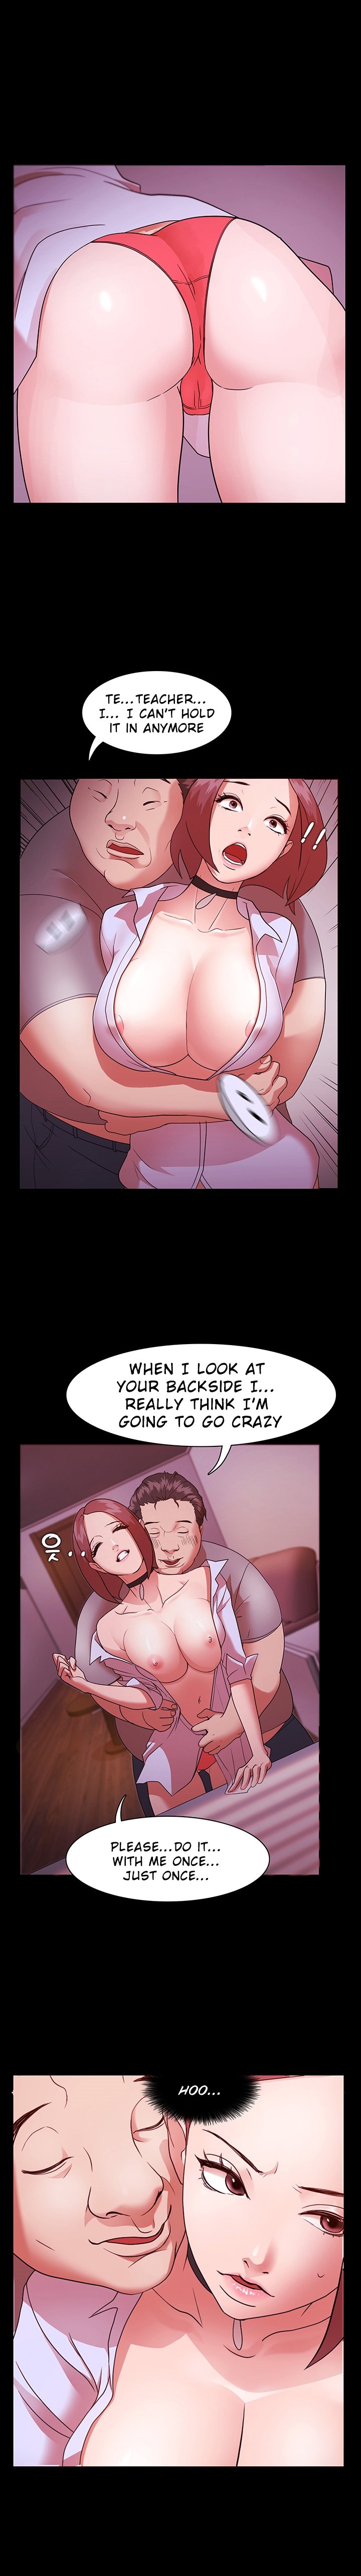 TE...TEACHER...
I... I CAN'T HOLD
IT IN ANYMORE
!!
WHEN I LOOK AT
YOUR BACKSIDE I...
REALLY THINK I'M
GOING TO GO CRAZY
읏...
PLEASE...DO IT...
WITH ME ONCE...
JUST ONCE...
HOO...